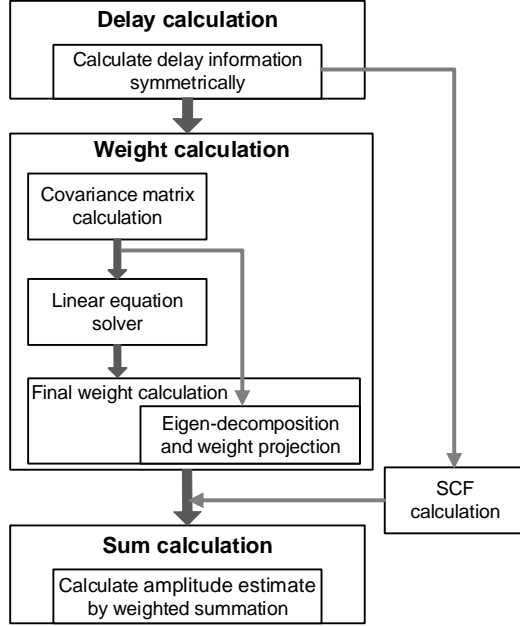 Delay calculation
Calculate delay information
symmetrically
Weight calculation
Covariance matrix
calculation
Linear equation
solver
Final weight calculation
Eigen-decomposition
and weight projection
SCF
calculation
Sum calculation
Calculate amplitude estimate
by weighted summation